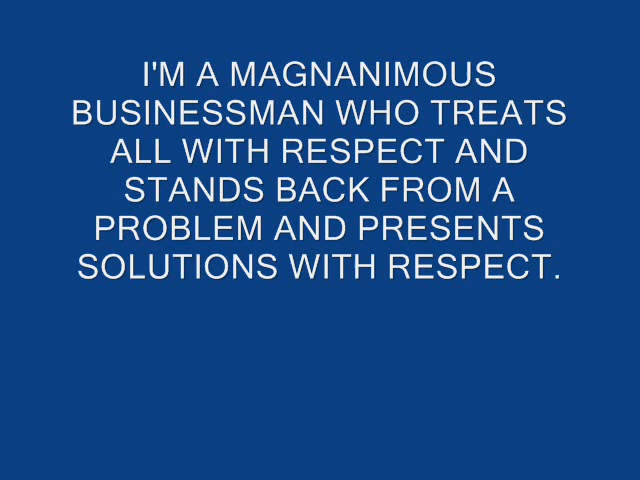 I'M A MAGNANIMOUS
BUSINESSMAN WHO TREATS
ALL WITH RESPECT AND
STANDS BACK FROM A
PROBLEM AND PRESENTS
SOLUTIONS WITH RESPECT.